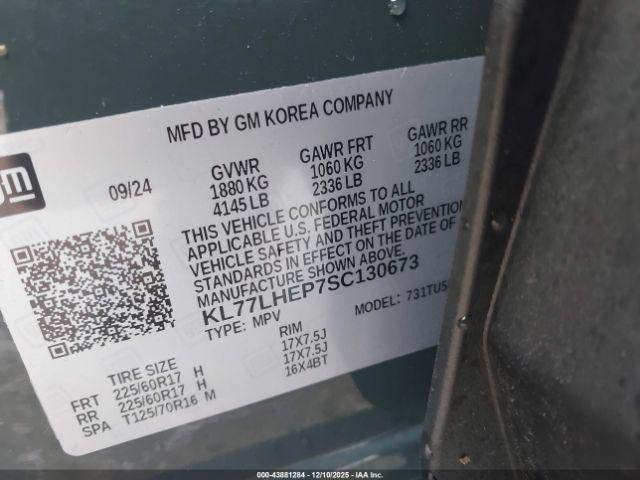 MFD BY GM KOREA COMPANY
gm
09/24
GVWR
1880 KG
4145 LB
GAWR FRT
1060 KG
2336 LB
GAWR RR
1060 KG
2336 LB
THIS VEHICLE CONFORMS TO ALL
APPLICABLE U.S. FEDERAL MOTOR
VEHICLE SAFETY AND THEFT PREVENTION
STANDARDS IN EFFECT ON THE DATE OF
MANUFACTURE SHOWN ABOVE.
KL77LHEP7SC130673
TYPE: MPV
MODEL: 731TU5
TIRE SIZE
RIM
FRT 225/60R17 H 17X7.5J
RR 225/60R17 H 17X7.5J
SPA T125/70R16 M 16X4BT
00-43881284 - 12/10/2025 - IAA Inc.